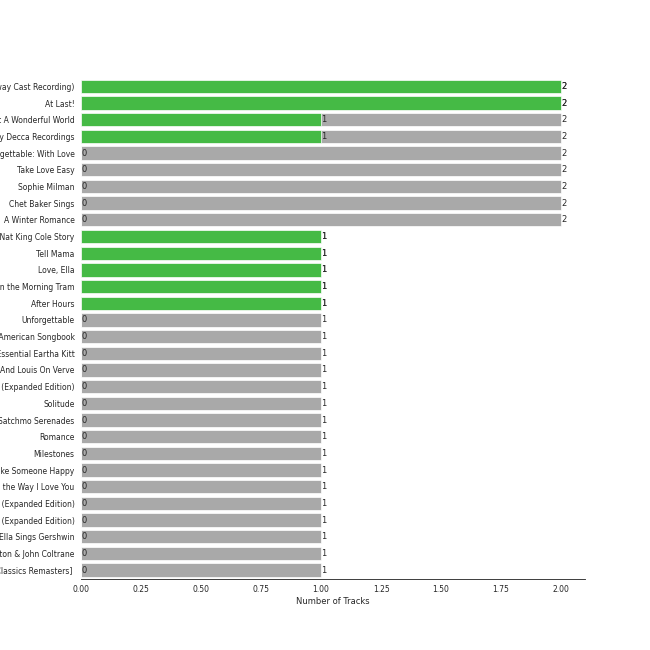 way Cast Recording) 2 2
At Last! 2 2
t A Wonderful World 1 2
y Decca Recordings 1 2
gettable: With Love 0 2
Take Love Easy 0 2
Sophie Milman 0 2
Chet Baker Sings 0 2
A Winter Romance 0 2
Nat King Cole Story 1 1
Tell Mama 1 1
Love, Ella 1 1
n the Morning Tram 1 1
After Hours 1 1
Unforgettable 0 1
American Songbook 0 1
Essential Eartha Kitt 0 1
And Louis On Verve 0 1
(Expanded Edition) 0 1
Solitude 0 1
Satchmo Serenades 0 1
Romance 0 1
Milestones 0 1
ke Someone Happy 0 1
the Way I Love You 0 1
(Expanded Edition) 0 1
(Expanded Edition) 0 1
Ella Sings Gershwin 0 1
ton & John Coltrane 0 1
Classics Remasters] 0 1
0.00 0.25 0.50 0.75 1.00 1.25 1.50 1.75 2.00
Number of Tracks